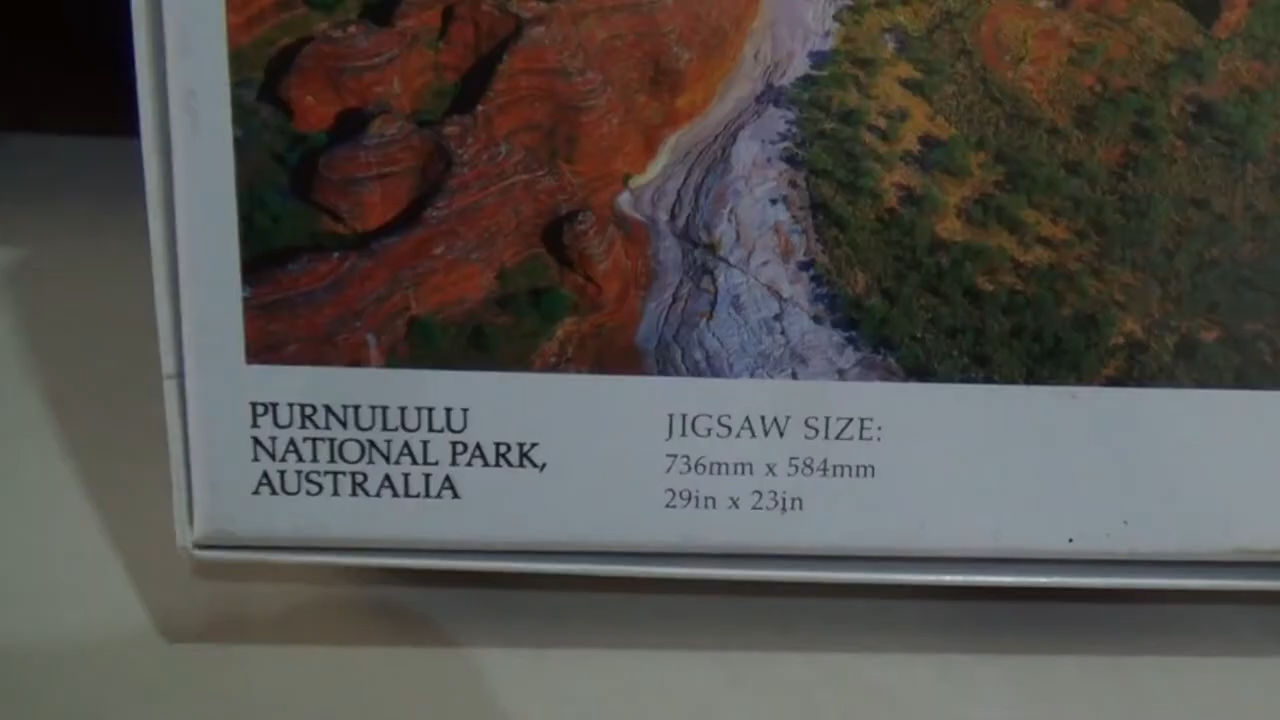 PURNULULU
NATIONAL PARK,
AUSTRALIA
JIGSAW SIZE:
736mm x 584mm
29in x 23in